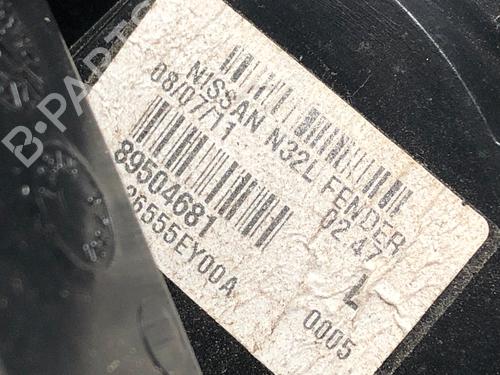 B-PARTS
NISSAN N32L FENDER
08/07/11 02 47
89504681 L
26555EY00A 0005